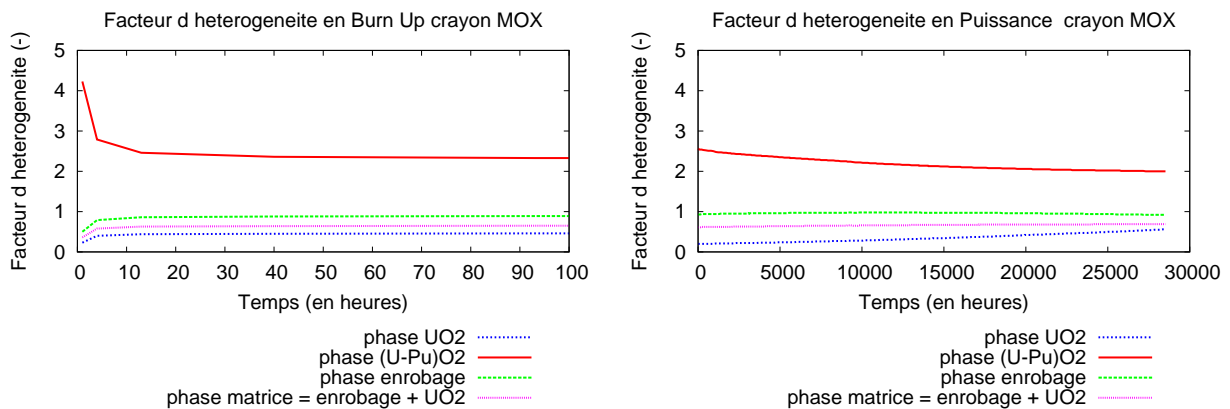 Facteur d heterogeneite en Burn Up crayon MOX
Facteur d heterogeneite (-)
5
4
3
2
1
0
0 10 20 30 40 50 60 70 80 90 100
Temps (en heures)
phase UO2
phase (U-Pu)O2
phase enrobage
phase matrice = enrobage + UO2
Facteur d heterogeneite en Puissance  crayon MOX
Facteur d heterogeneite (-)
5
4
3
2
1
0
0 5000 10000 15000 20000 25000 30000
Temps (en heures)
phase UO2
phase (U-Pu)O2
phase enrobage
phase matrice = enrobage + UO2